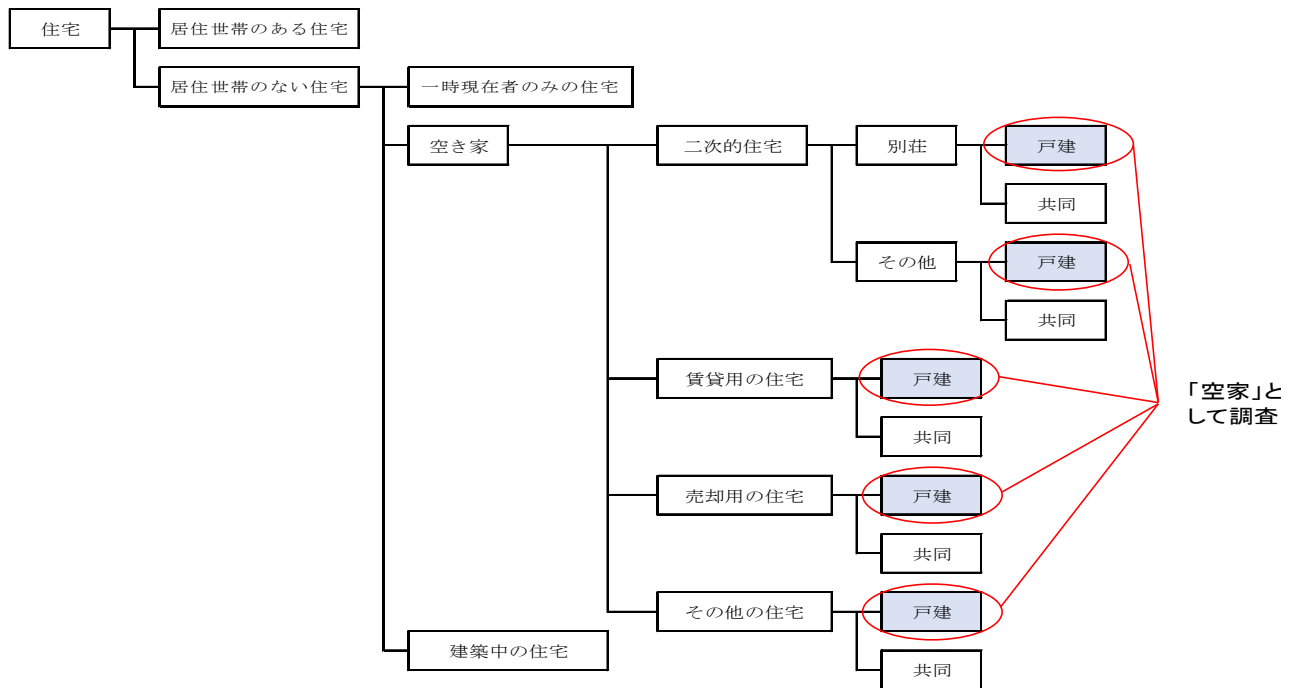 住宅
居住世帯のある住宅
居住世帯のない住宅
一時現在者のみの住宅
空き家
二次的住宅
別荘
戸建
共同
その他
戸建
共同
賃貸用の住宅
戸建
共同
売却用の住宅
戸建
共同
その他の住宅
戸建
共同
建築中の住宅
「空家」と
して調査